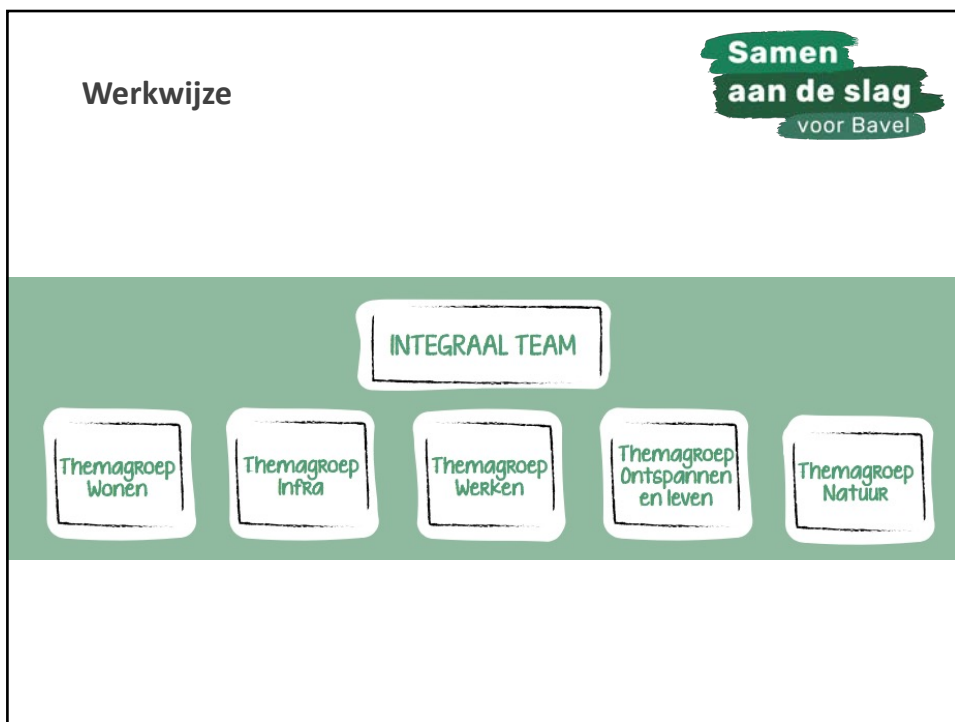 Werkwijze
Samen
aan de slag
voor Bavel
INTEGRAAL TEAM
Themagroep
Wonen
Themagroep
Infra
Themagroep
Werken
Themagroep
Ontspannen
en leven
Themagroep
Natuur